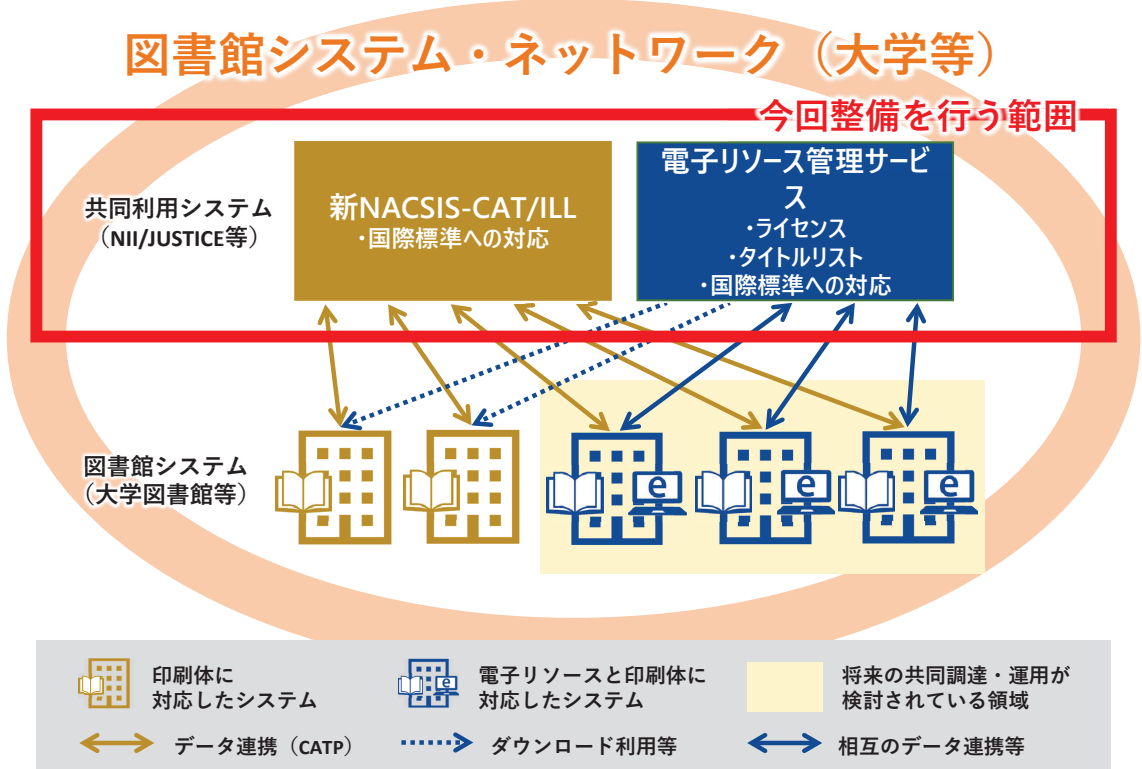 図書館システム・ネットワーク（大学等）
今回整備を行う範囲
共同利用システム
（NII/JUSTICE等）
新NACSIS-CAT/ILL
・国際標準への対応
電子リソース管理サービ
ス
・ライセンス
・タイトルリスト
・国際標準への対応
図書館システム
（大学図書館等）
e
e
e
印刷体に
対応したシステム
e
電子リソースと印刷体に
対応したシステム
将来の共同調達・運用が
検討されている領域
データ連携（CATP）
ダウンロード利用等
相互のデータ連携等